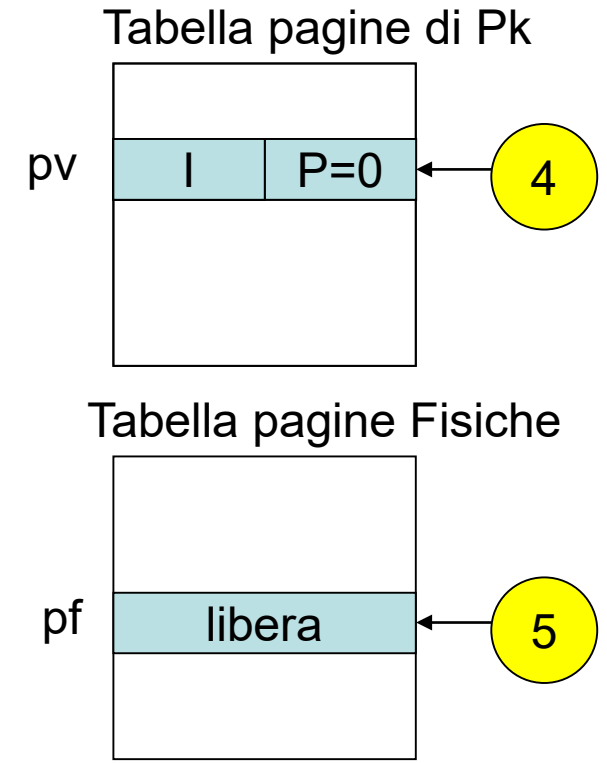 Tabella pagine di Pk
pv I P=0 4
Tabella pagine Fisiche
pf libera 5